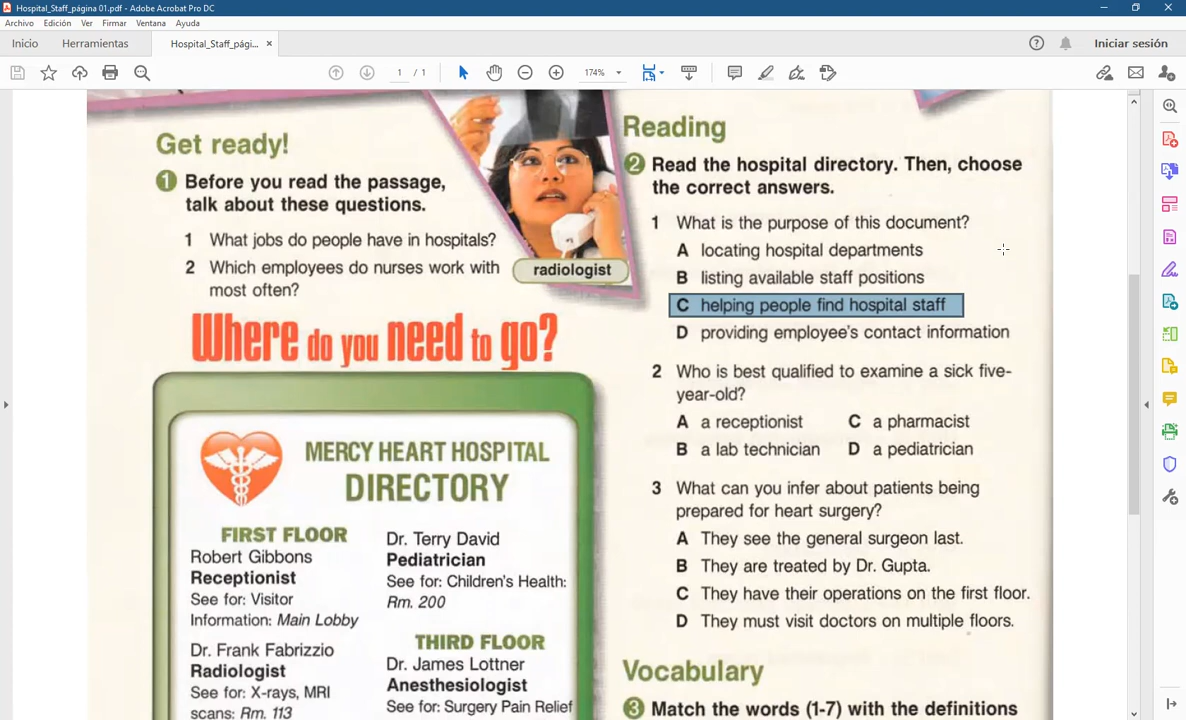 Hospital_Staff_página 01.pdf - Adobe Acrobat Pro DC
Archivo Edición Ver Firmar Ventana Ayuda
Inicio Herramientas Hospital_Staff_pági... × Iniciar sesión
1 / 1 174%
Get ready!
1 Before you read the passage,
talk about these questions.
1 What jobs do people have in hospitals?
2 Which employees do nurses work with
most often?
radiologist
Where do you need to go?
MERCY HEART HOSPITAL
DIRECTORY
FIRST FLOOR
Robert Gibbons
Receptionist
See for: Visitor
Information: Main Lobby
Dr. Frank Fabrizzio
Radiologist
See for: X-rays, MRI
scans: Rm. 113
Dr. Terry David
Pediatrician
See for: Children's Health:
Rm. 200
THIRD FLOOR
Dr. James Lottner
Anesthesiologist
See for: Surgery Pain Relief
Reading
2 Read the hospital directory. Then, choose
the correct answers.
1 What is the purpose of this document?
A locating hospital departments
B listing available staff positions
C helping people find hospital staff
D providing employee's contact information
2 Who is best qualified to examine a sick five-
year-old?
A a receptionist C a pharmacist
B a lab technician D a pediatrician
3 What can you infer about patients being
prepared for heart surgery?
A They see the general surgeon last.
B They are treated by Dr. Gupta.
C They have their operations on the first floor.
D They must visit doctors on multiple floors.
Vocabulary
3 Match the words (1-7) with the definitions